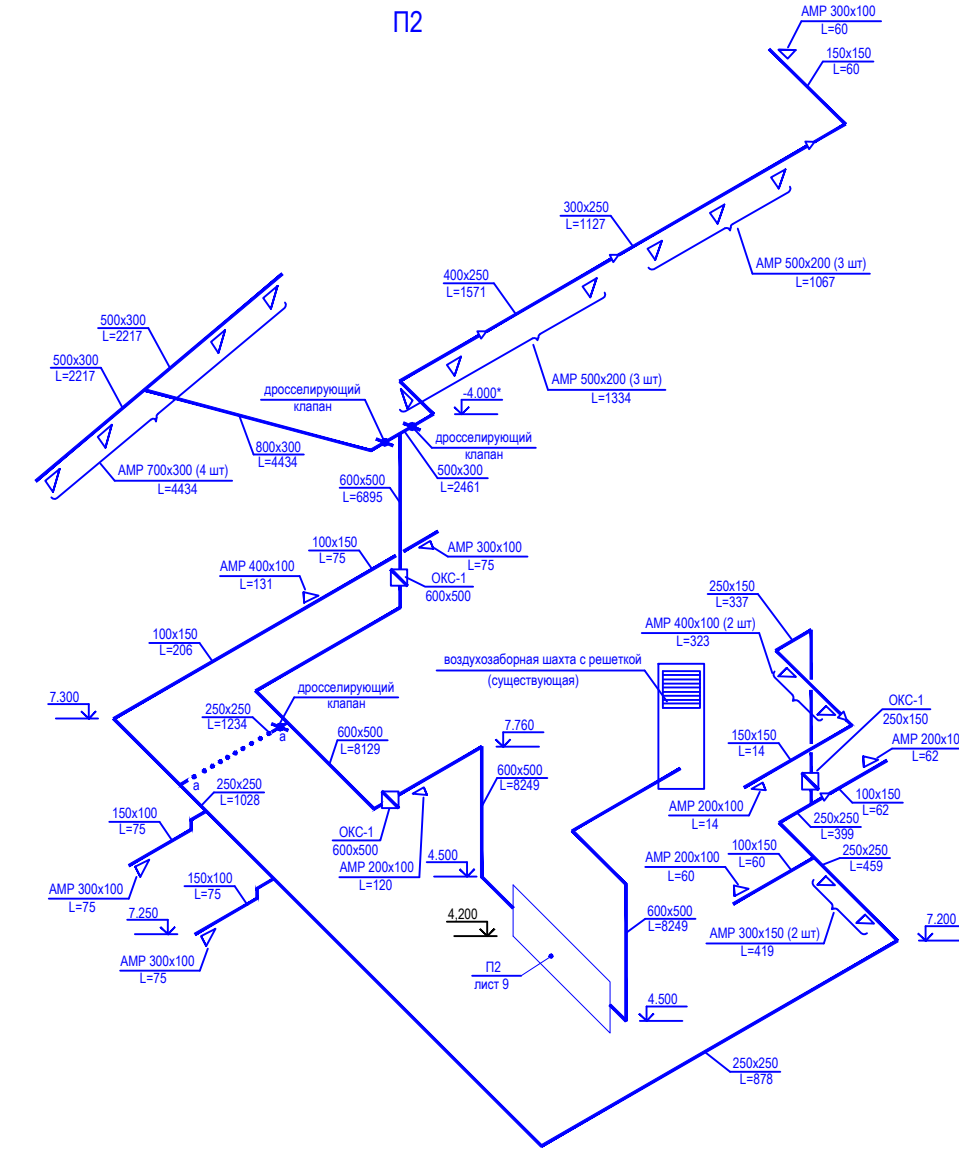 П2
АМР 300х100
L=60
150х150
L=60
300х250
L=1127
АМР 500х200 (3 шт)
L=1067
400х250
L=1571
500х300
L=2217
500х300
L=2217
АМР 500х200 (3 шт)
L=1334
-4.000*
дросселирующий
клапан
дросселирующий
клапан
800х300
L=4434
АМР 700х300 (4 шт)
L=4434
500х300
L=2461
600х500
L=6895
100х150
L=75
АМР 300х100
L=75
АМР 400х100
L=131
ОКС-1
600х500
250х150
L=337
АМР 400х100 (2 шт)
L=323
100х150
L=206
воздухозаборная шахта с решеткой
(существующая)
7.300
дросселирующий
клапан
250х250
L=1234
а
а
600х500
L=8129
7.760
ОКС-1
250х150
150х150
L=14
АМР 200х10
L=62
600х500
L=8249
250х250
L=1028
АМР 200х100
L=14
100х150
L=62
150х100
L=75
ОКС-1
600х500
250х250
L=399
АМР 200х100
L=120
4.500
АМР 200х100
L=60
100х150
L=60
250х250
L=459
АМР 300х100
L=75
150х100
L=75
7.250
4,200
600х500
L=8249
АМР 300х150 (2 шт)
L=419
7.200
АМР 300х100
L=75
П2
лист 9
4.500
250х250
L=878